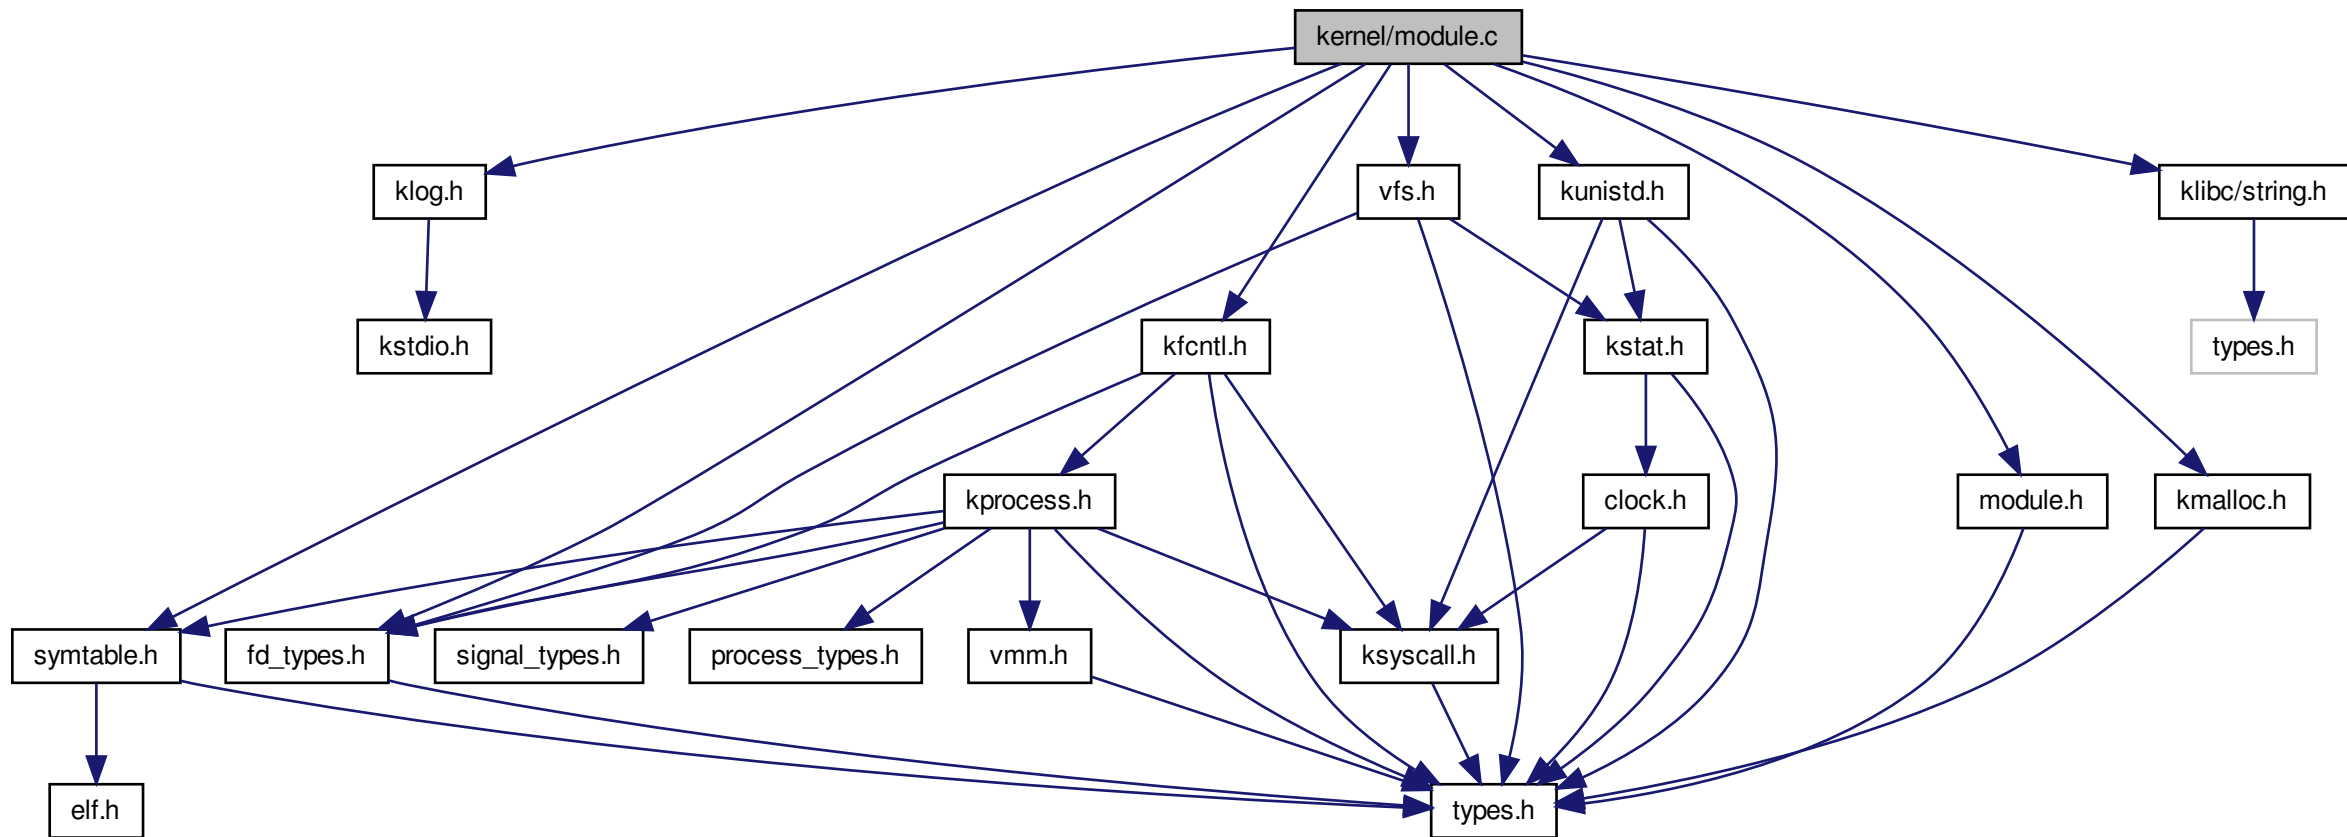 kernel/module.c
klog.h
vfs.h
kunistd.h
klibc/string.h
kstdio.h
kfcntl.h
kstat.h
types.h
kprocess.h
clock.h
module.h
kmalloc.h
symtable.h
fd_types.h
signal_types.h
process_types.h
vmm.h
ksyscall.h
elf.h
types.h